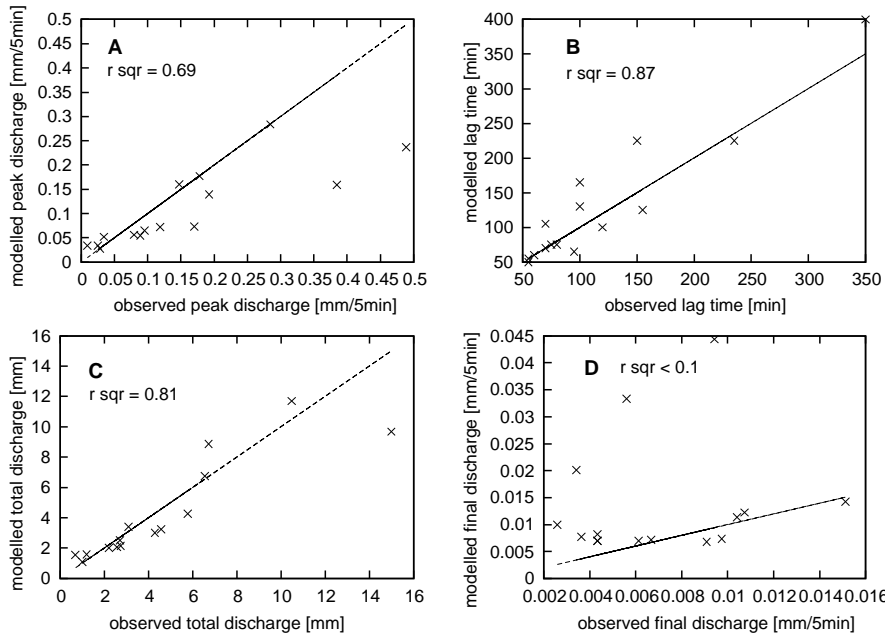 A
r sqr = 0.69
0.5
0.45
0.4
0.35
0.3
0.25
0.2
0.15
0.1
0.05
0
modelled peak discharge [mm/5min]
0 0.05 0.1 0.15 0.2 0.25 0.3 0.35 0.4 0.45 0.5
observed peak discharge [mm/5min]
B
r sqr = 0.87
400
350
300
250
200
150
100
50
modelled lag time [min]
50 100 150 200 250 300 350
observed lag time [min]
C
r sqr = 0.81
16
14
12
10
8
6
4
2
0
modelled total discharge [mm]
0 2 4 6 8 10 12 14 16
observed total discharge [mm]
D
r sqr < 0.1
0.045
0.04
0.035
0.03
0.025
0.02
0.015
0.01
0.005
0
modelled final discharge [mm/5min]
0.002 0.004 0.006 0.008 0.01 0.012 0.014 0.016
observed final discharge [mm/5min]